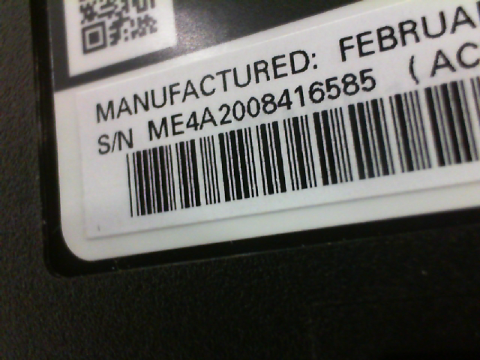 MANUFACTURED: FEBRUA
S/N ME4A2008416585 (AC